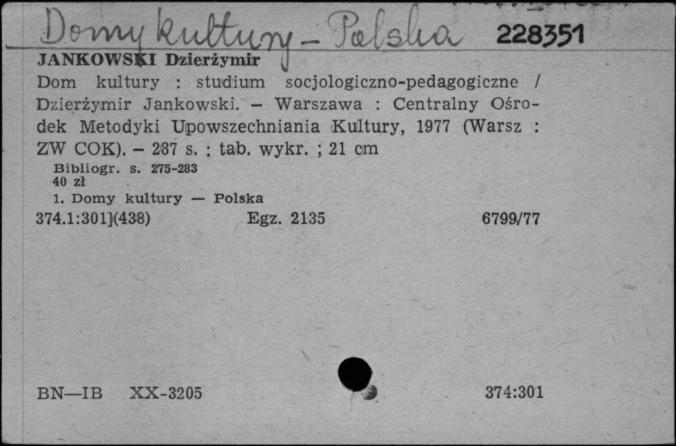 Domy kultury – Polska 228351
JANKOWSKI Dzierżymir
Dom kultury : studium socjologiczno-pedagogiczne /
Dzierżymir Jankowski. — Warszawa : Centralny Ośro-
dek Metodyki Upowszechniania Kultury, 1977 (Warsz :
ZW COK). — 287 s. ; tab. wykr. ; 21 cm
Bibliogr. s. 275-283
40 zł
1. Domy kultury — Polska
374.1:301](438) Egz. 2135 6799/77
BN—IB XX-3205 374:301